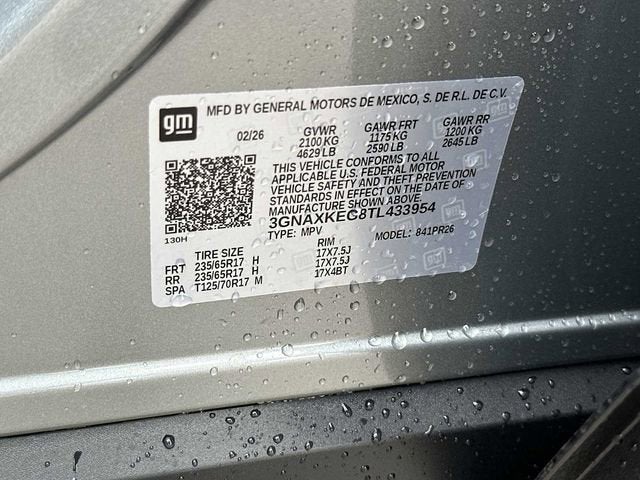 gm
MFD BY GENERAL MOTORS DE MEXICO, S. DE R.L. DE C.V.
02/26 GVWR GAWR FRT GAWR RR
2100 KG 1175 KG 1200 KG
4629 LB 2590 LB 2645 LB
THIS VEHICLE CONFORMS TO ALL
APPLICABLE U.S. FEDERAL MOTOR
VEHICLE SAFETY AND THEFT PREVENTION
STANDARDS IN EFFECT ON THE DATE OF
MANUFACTURE SHOWN ABOVE.
3GNAXKEG8TL433954
130H TYPE: MPV MODEL: 841PR26
TIRE SIZE RIM
FRT 235/65R17 H 17X7.5J
RR 235/65R17 H 17X7.5J
SPA T125/70R17 M 17X4BT